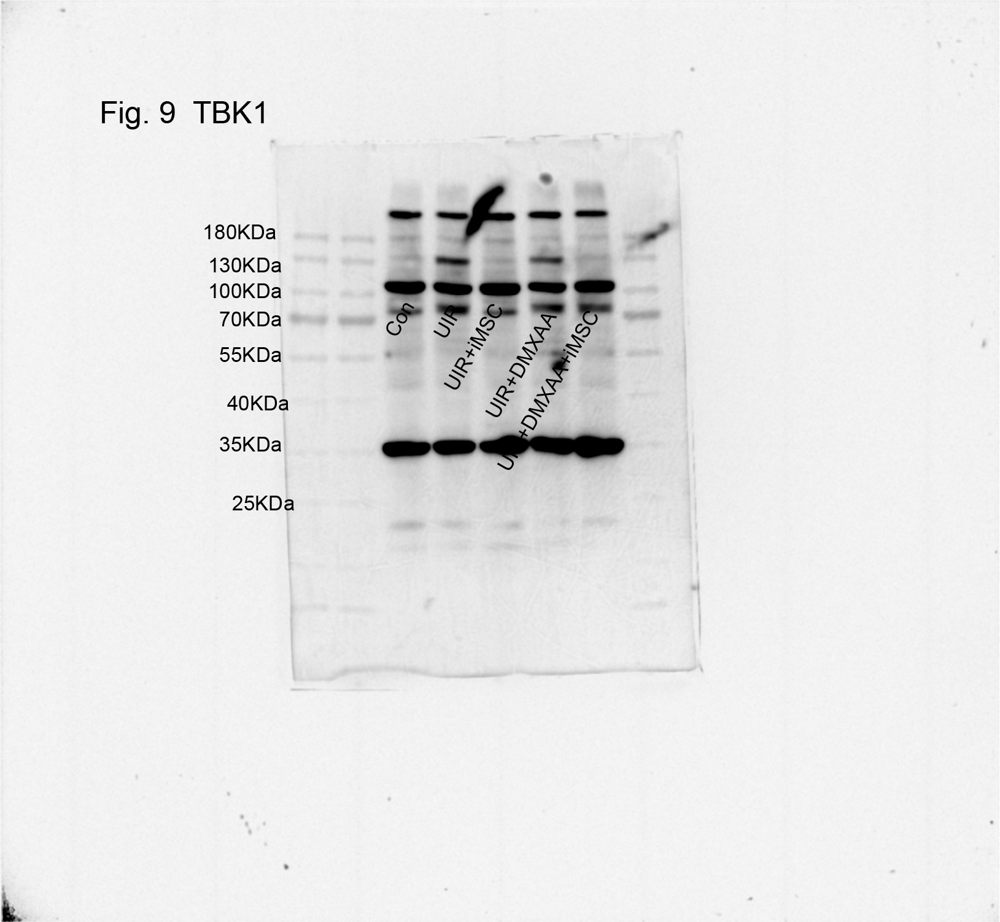 Fig. 9 TBK1
180KDa
130KDa
100KDa
70KDa
55KDa
40KDa
35KDa
25KDa
Con
UIR
UIR+iMSC
UIR+DMXAA
UIR+DMXAA+iMSC